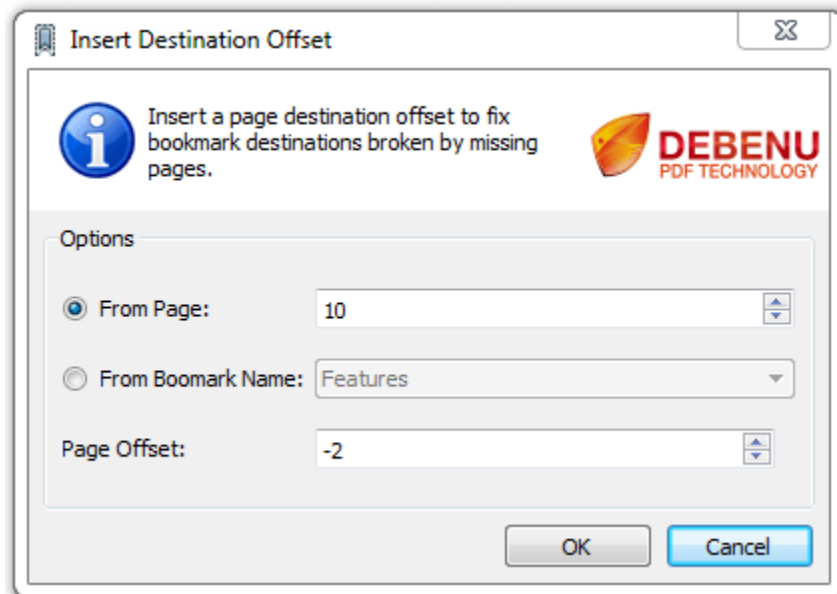 Insert Destination Offset
Insert a page destination offset to fix
bookmark destinations broken by missing
pages.
DEBENU
PDF TECHNOLOGY
Options
From Page:
10
From Boomark Name:
Features
Page Offset:
-2
OK
Cancel